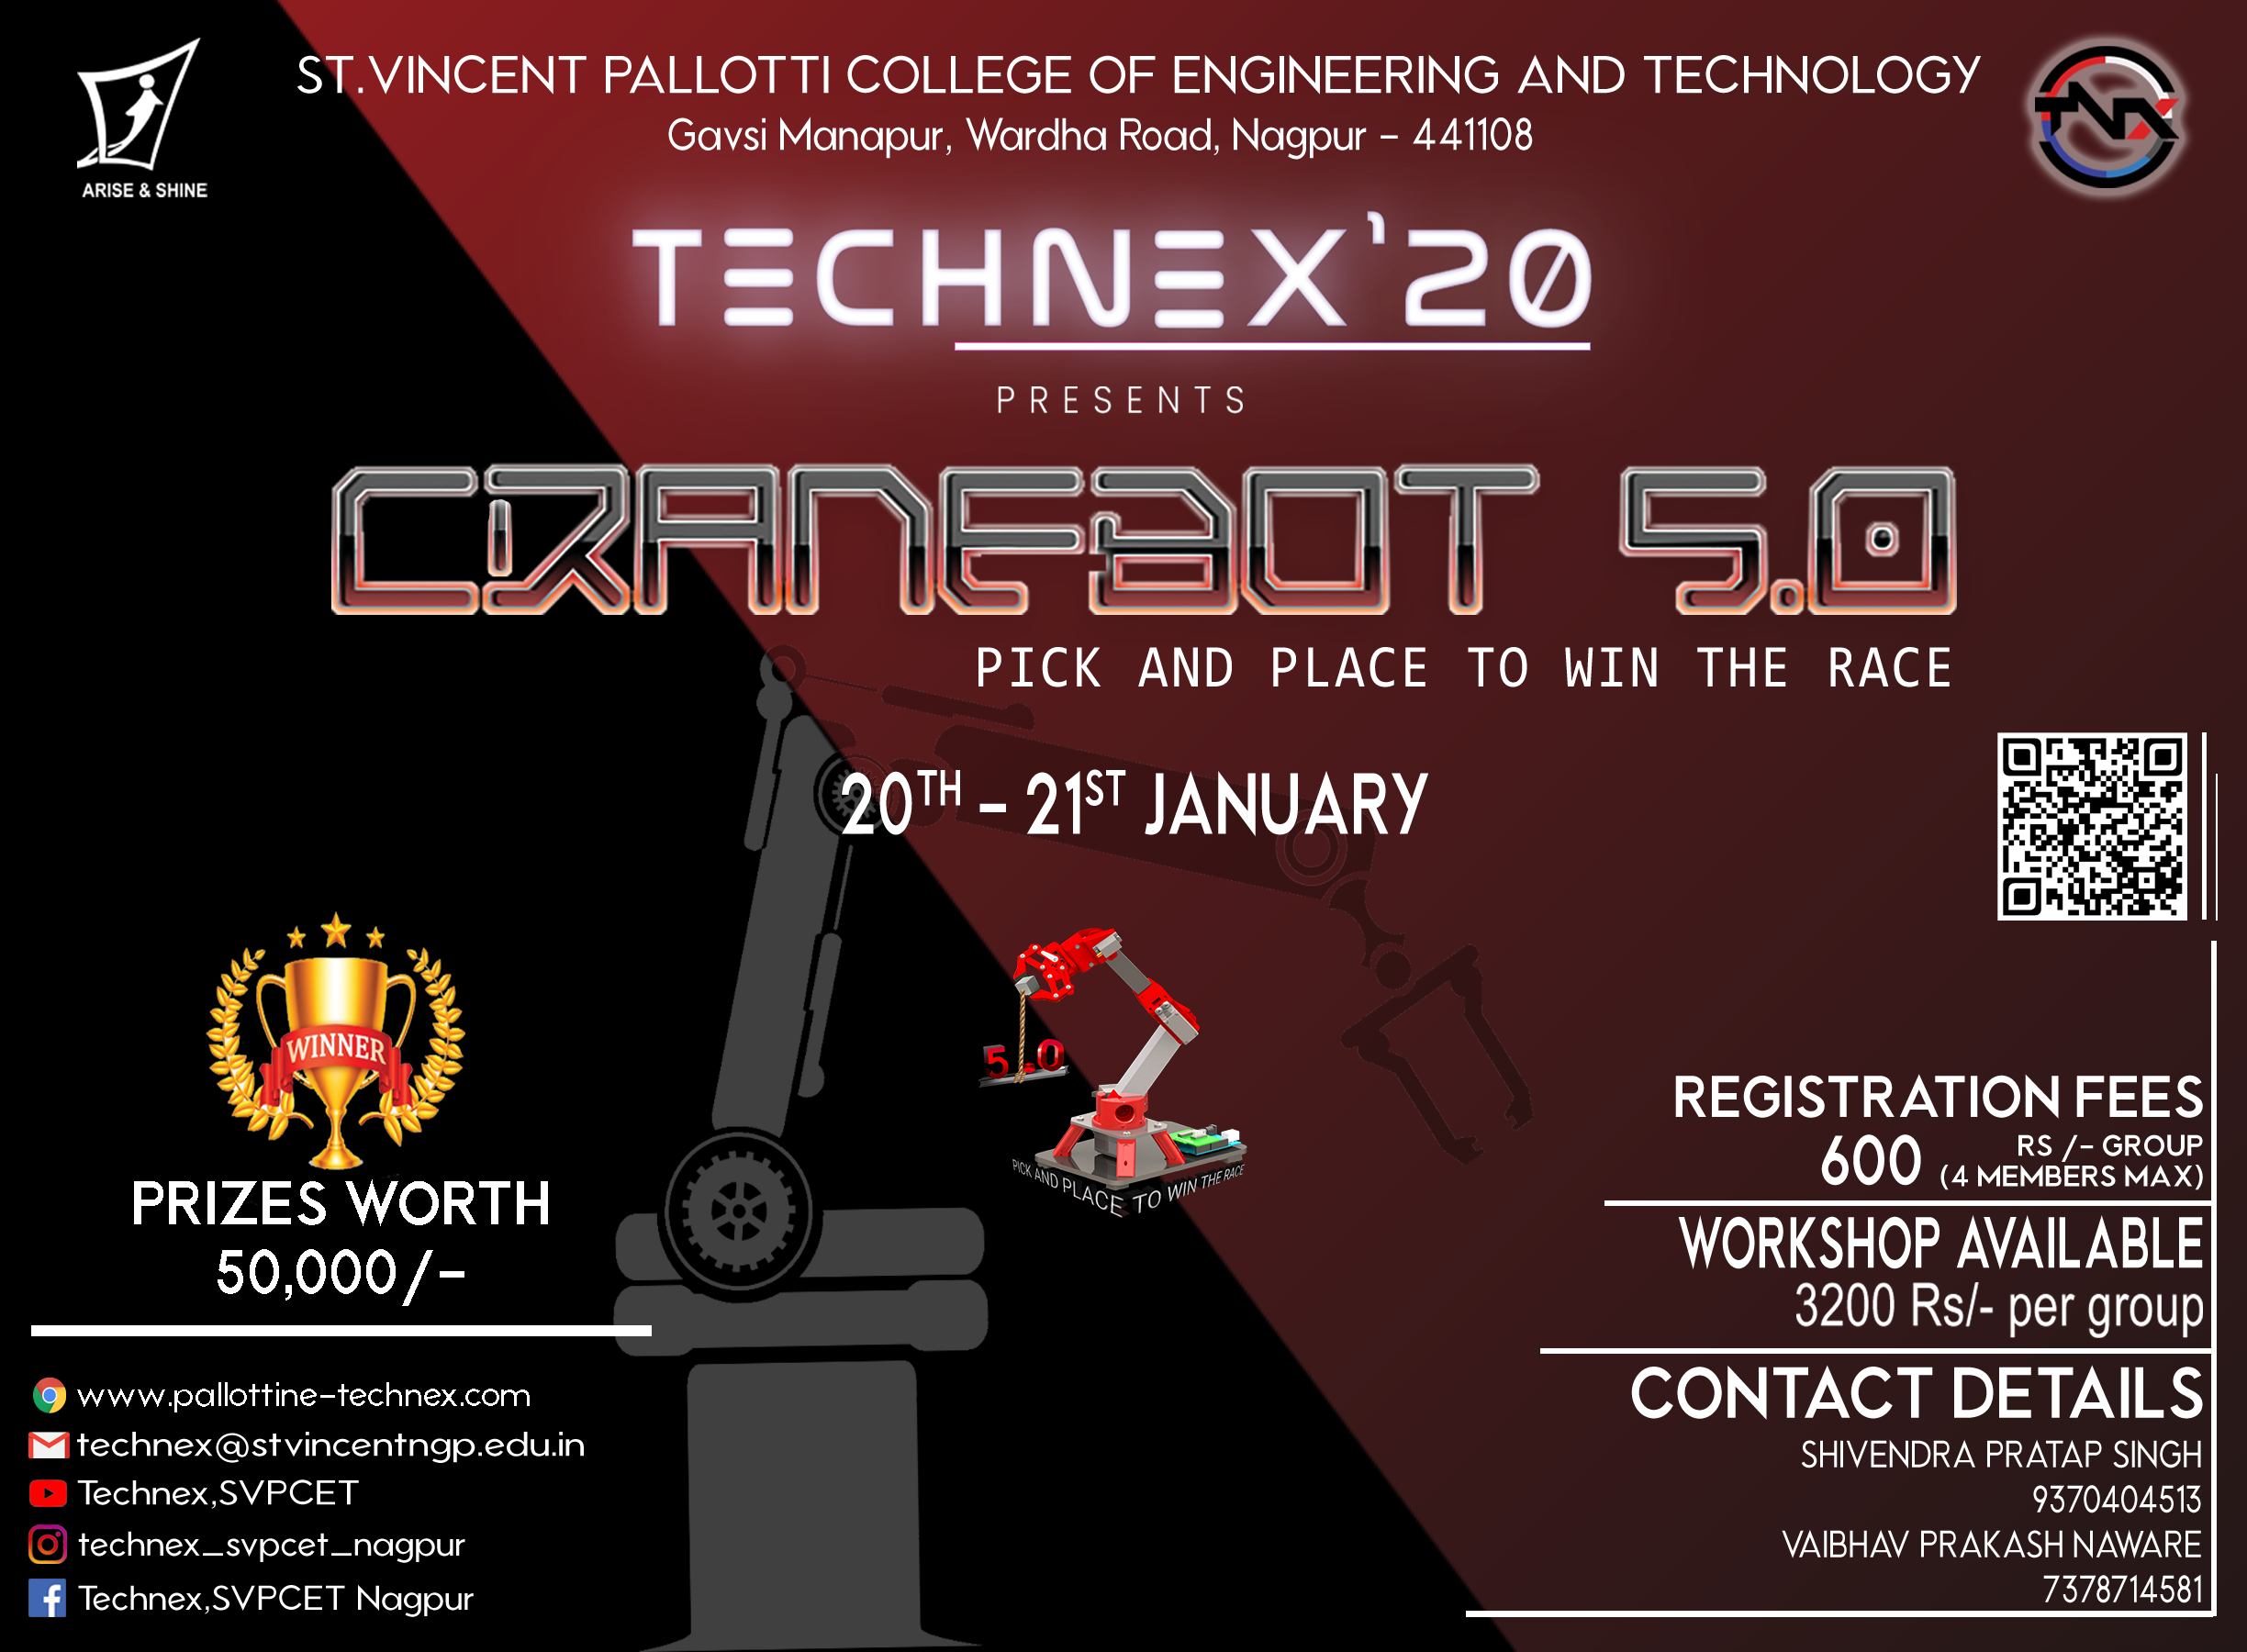 ST.VINCENT PALLOTTI COLLEGE OF ENGINEERING AND TECHNOLOGY
Gavsi Manapur, Wardha Road, Nagpur - 441108
ARISE & SHINE
TNX
TECHNEX'20
PRESENTS
CRANEBOT 5.0
PICK AND PLACE TO WIN THE RACE
20TH - 21ST JANUARY
WINNER
PRIZES WORTH
50,000/-
5.0
PICK AND PLACE TO WIN THE RACE
REGISTRATION FEES
600 RS /- GROUP
(4 MEMBERS MAX)
WORKSHOP AVAILABLE
3200 Rs/- per group
CONTACT DETAILS
SHIVENDRA PRATAP SINGH
9370404513
VAIBHAV PRAKASH NAWARE
7378714581
www.pallottine-technex.com
technex@stvincentngp.edu.in
Technex,SVPCET
technex_svpcet_nagpur
Technex,SVPCET Nagpur